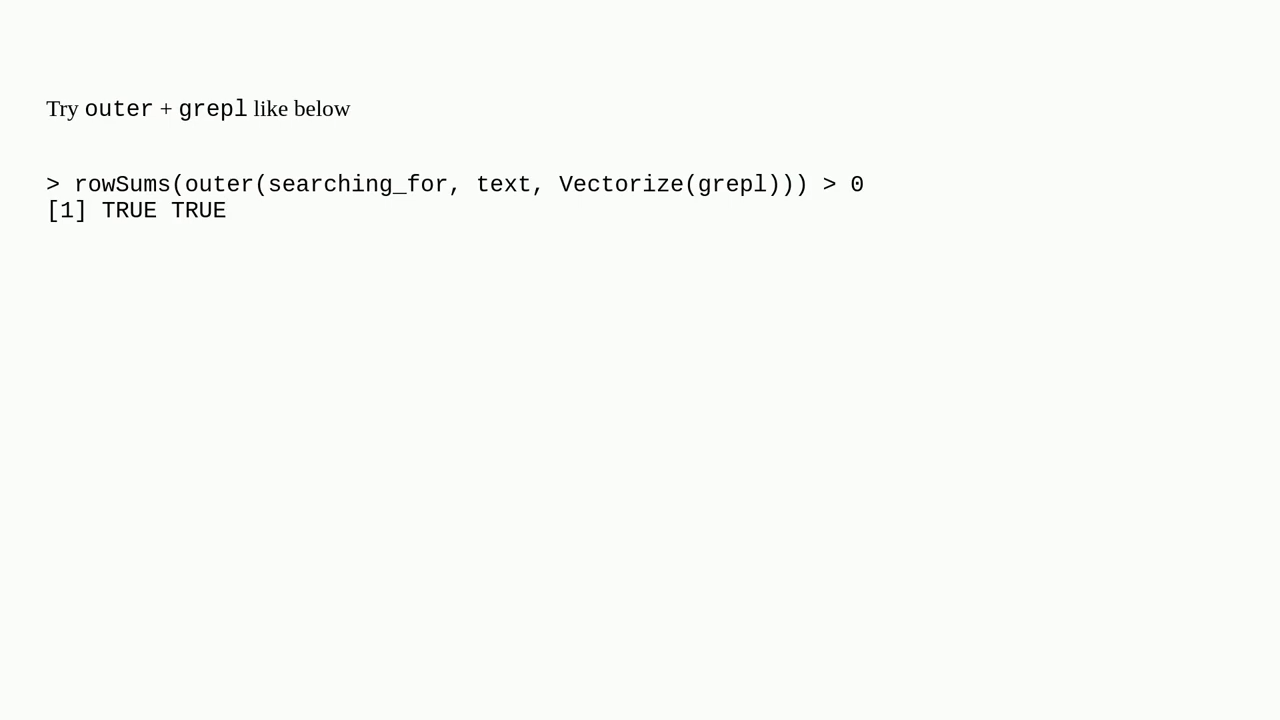 Try outer + grepl like below
> rowSums(outer(searching_for, text, Vectorize(grepl))) > 0
[1] TRUE TRUE